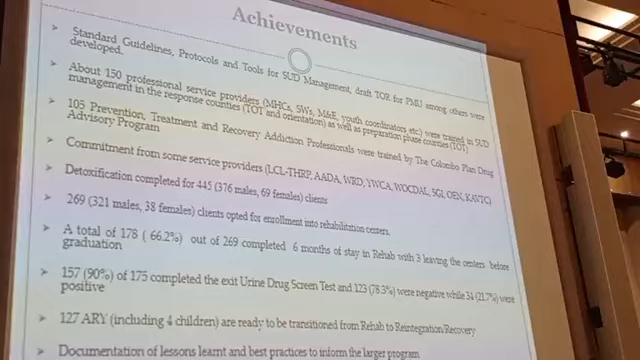 Achievements
Standard Guidelines, Protocols and Tools for SUD Management, draft TOR for PMU among others were
developed.
About 150 professional service providers (MHCs, SWs, M&E, youth coordinators etc) were trained in SUD
management in the response counties (TOT and orientation) as well as preparation phase counties (TOT)
105 Prevention, Treatment and Recovery Addiction Professionals were trained by The Colombo Plan Drug
Advisory Program
Commitment from some service providers (LCL-THRP, AADA, WRD, YWCA, WOCDAL, SGI, OEN, KAVTC)
Detoxification completed for 445 (376 males, 69 females) clients
269 (321 males, 38 females) clients opted for enrollment into rehabilitation centers.
A total of 178 ( 66.2%) out of 269 completed 6 months of stay in Rehab with 3 leaving the centers before
graduation
157 (90%) of 175 completed the exit Urine Drug Screen Test and 123 (78.3%) were negative while 34 (21.7%) were
positive
127 ARY (including 4 children) are ready to be transitioned from Rehab to Reintegration/Recovery
Documentation of lessons learnt and best practices to inform the larger program